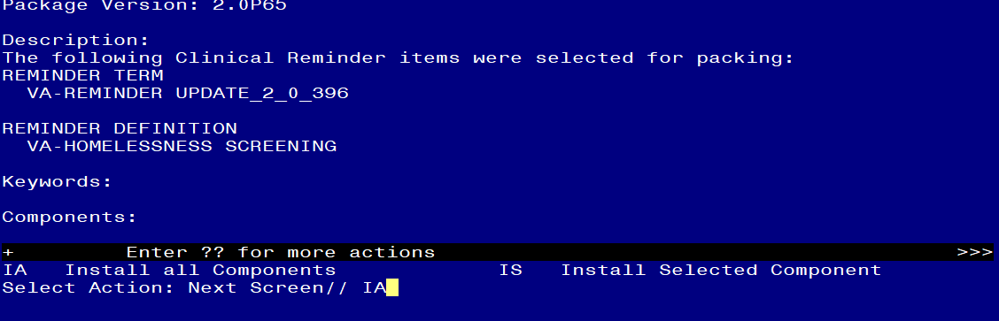 Package Version: 2.0P65
Description:
The following Clinical Reminder items were selected for packing:
REMINDER TERM
VA-REMINDER UPDATE_2_0_396
REMINDER DEFINITION
VA-HOMELESSNESS SCREENING
Keywords:
Components:
+ Enter ?? for more actions >>>
IA Install all Components IS Install Selected Component
Select Action: Next Screen// IA